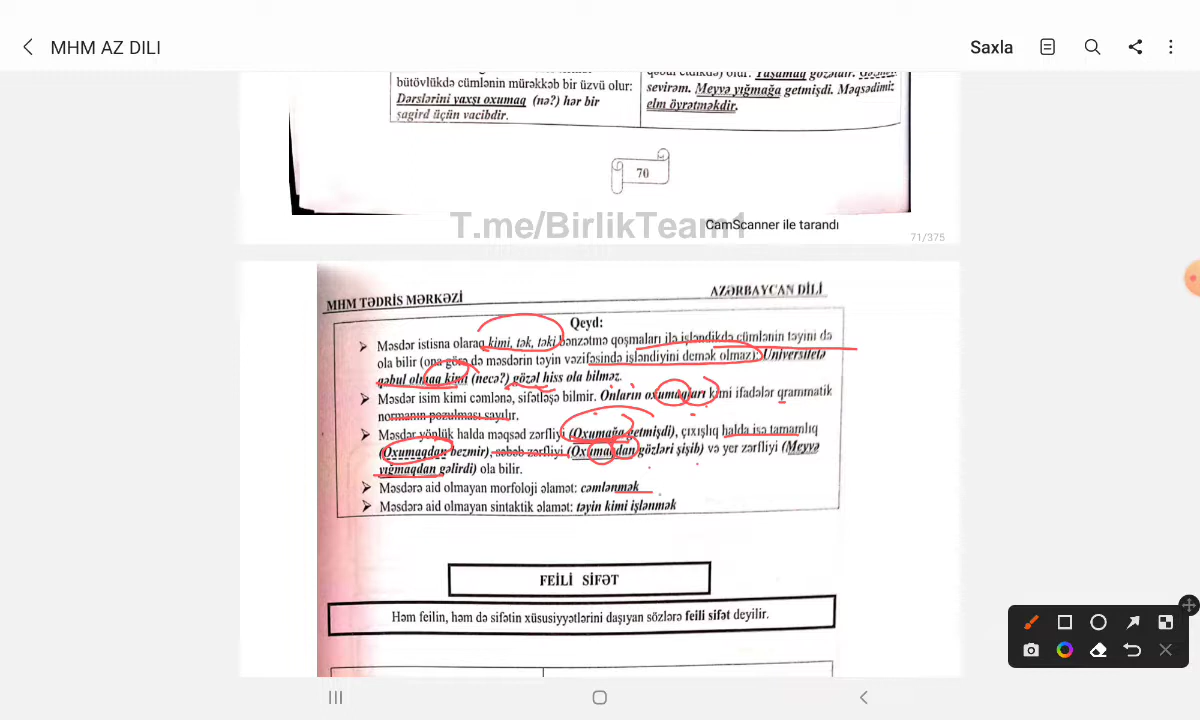 MHM AZ DILI
Saxla
bütövlükdə cümlənin mürəkkəb bir üzvü olur:
Dərslərini yaxşı oxumaq (nə?) hər bir
şagird üçün vacibdir.
olur: Yaşamaq gözəldir.
sevirəm. Meyvə yığmağa getmişdi. Məqsədimiz
elm öyrətməkdir.
70
T.me/BirlikTeam1
CamScanner ile tarandı
71/375
MHM TƏDRİS MƏRKƏZİ
AZƏRBAYCAN DİLİ
Qeyd:
Məsdər istisna olaraq kimi, tək, təki bənzətmə qoşmaları ilə işləndikdə cümlənin təyini də
ola bilir (ona görə də məsdərin təyin vəzifəsində işləndiyini demək olmaz): Universitetə
qəbul olmaq kimi (necə?) gözəl hiss ola bilməz.
Məsdər isim kimi cəmlənə, sifətləşə bilmir. Onların oxumaqları kimi ifadələr qrammatik
normanın pozulması sayılır.
Məsdər yönlük halda məqsəd zərfliyi (Oxumağa getmişdi), çıxışlıq halda isə tamamlıq
(Oxumaqdan bezmir), səbəb zərfliyi (Oxumaqdan gözləri şişib) və yer zərfliyi (Meyvə
yığmaqdan gəlirdi) ola bilir.
Məsdərə aid olmayan morfoloji əlamət: cəmlənmək
Məsdərə aid olmayan sintaktik əlamət: təyin kimi işlənmək
FEİLİ SİFƏT
Həm feilin, həm də sifətin xüsusiyyətlərini daşıyan sözlərə feili sifət deyilir.